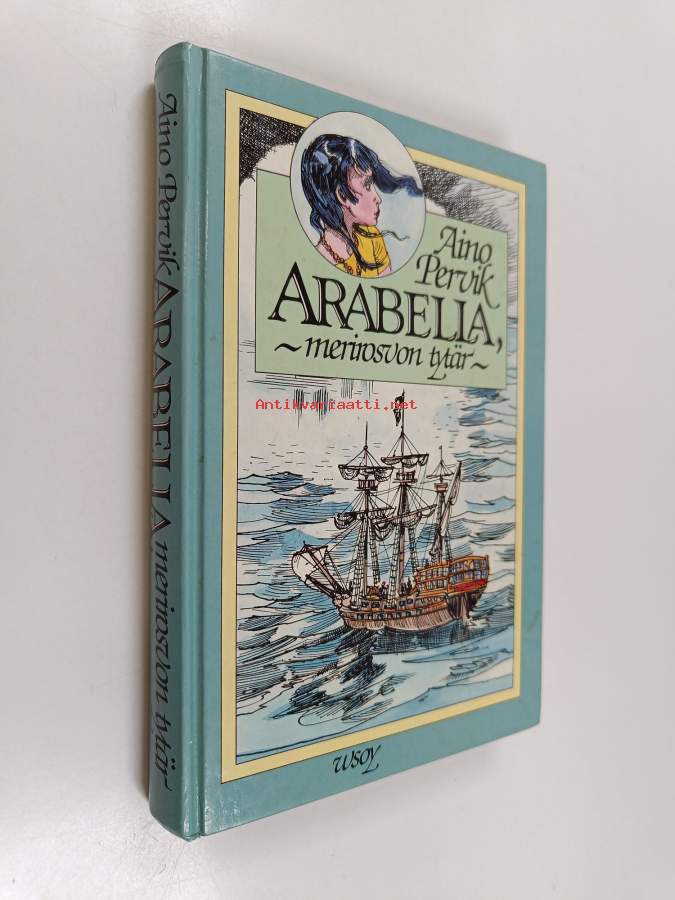 Aino Pervik ARABELLA merirosvon tytär
Aino
Pervik
ARABELLA,
~merirosvon tytär~
Antikvariaatti.net
WSOY